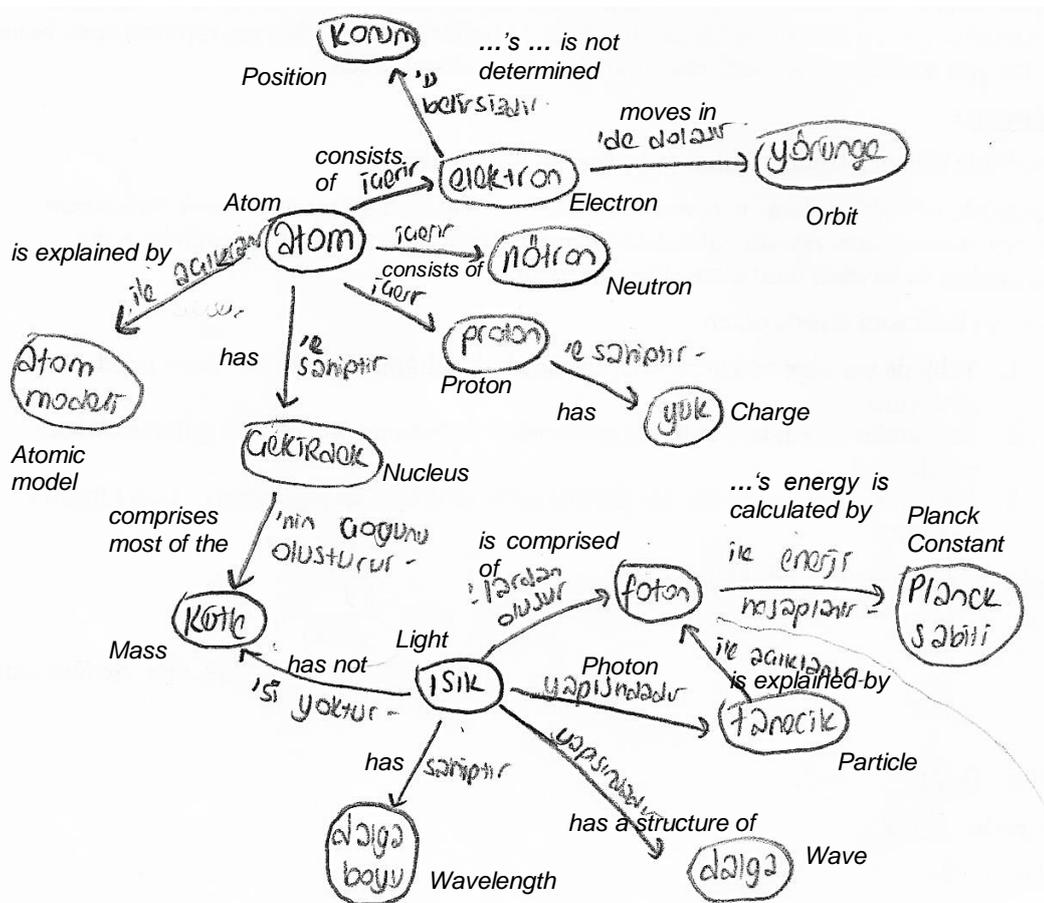 Konum
...'s ... is not
determined
Position
'u
belirsizdir.
moves in
'de dolaşır
yörünge
Orbit
consists
of
içerir
elektron
Electron
Atom
atom
içerir
consists of
nötron
Neutron
is explained by
ile açıklanır
içerir
proton
Proton
'e sahiptir -
has
yük
Charge
atom
modeli
Atomic
model
has
'e
sahiptir
çekirdek
Nucleus
comprises
most of the
'nin çoğunu
oluşturur -
kütle
Mass
...'s energy is
calculated by
Planck
Constant
is comprised
of
'lardan
oluşur
foton
ile enerji
hesaplanır -
Planck
sabiti
Light
ışık
has not
'si yoktur -
Photon
yapısındadır
ile açıklanır
is explained by
Tanecik
Particle
has
sahiptir
dalga
boyu
Wavelength
yapısındadır
has a structure of
dalga
Wave